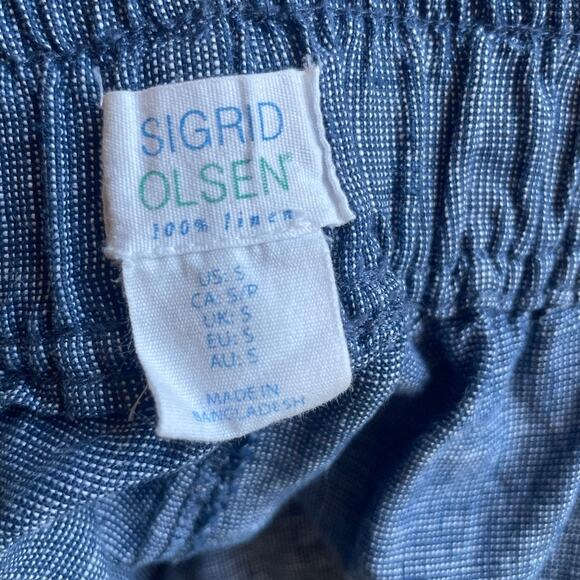 SIGRID
OLSEN
100% linen
US: S
CA: S/P
UK: S
EU: S
AU: S
MADE IN
BANGLADESH